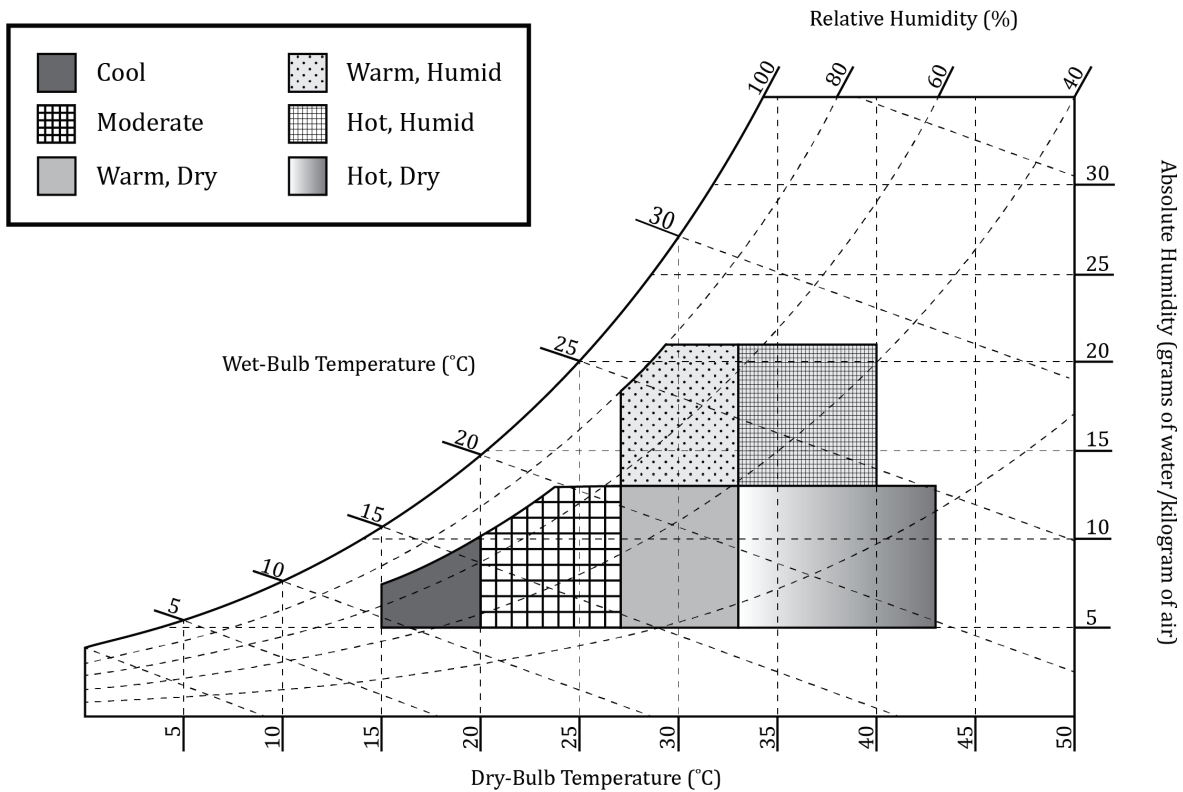 Relative Humidity (%)
Cool
Warm, Humid
Moderate
Hot, Humid
Warm, Dry
Hot, Dry
100
80
60
40
30
25
20
15
10
5
Absolute Humidity (grams of water/kilogram of air)
Wet-Bulb Temperature (°C)
30
25
20
15
10
5
5
10
15
20
25
30
35
40
45
50
Dry-Bulb Temperature (°C)